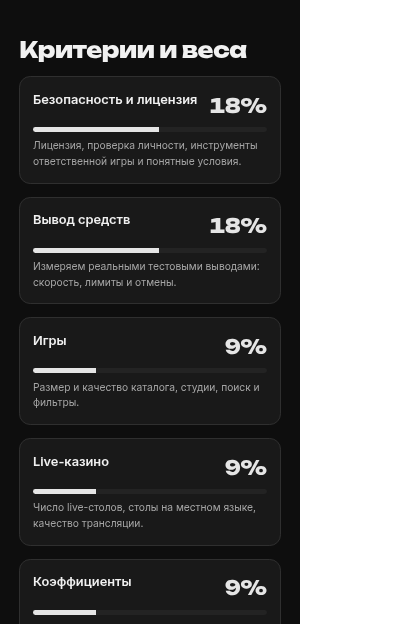 Критерии и веса
Безопасность и лицензия 18%
Лицензия, проверка личности, инструменты
ответственной игры и понятные условия.
Вывод средств 18%
Измеряем реальными тестовыми выводами:
скорость, лимиты и отмены.
Игры 9%
Размер и качество каталога, студии, поиск и
фильтры.
Live-казино 9%
Число live-столов, столы на местном языке,
качество трансляции.
Коэффициенты 9%